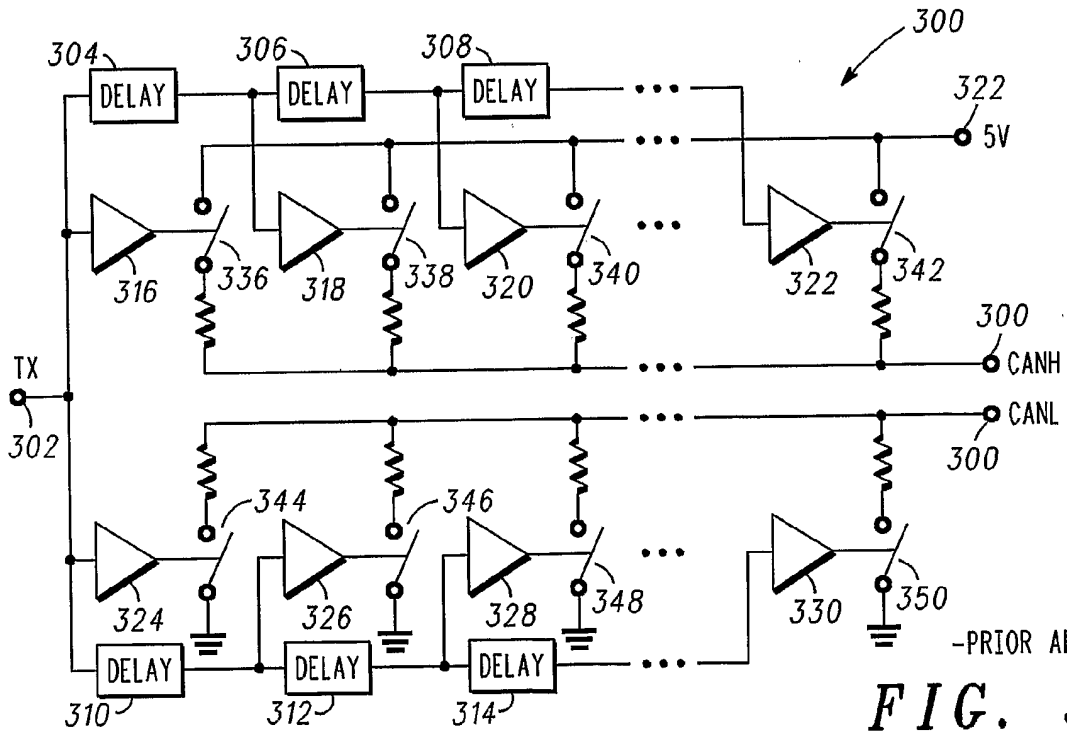 300
304 306 308
DELAY DELAY DELAY
322
5V
316 336 318 338 320 340 322 342
300
CANH
TX
302
CANL
300
344 346
324 326 328 348 330 350
DELAY DELAY DELAY
310 312 314
-PRIOR
FIG.